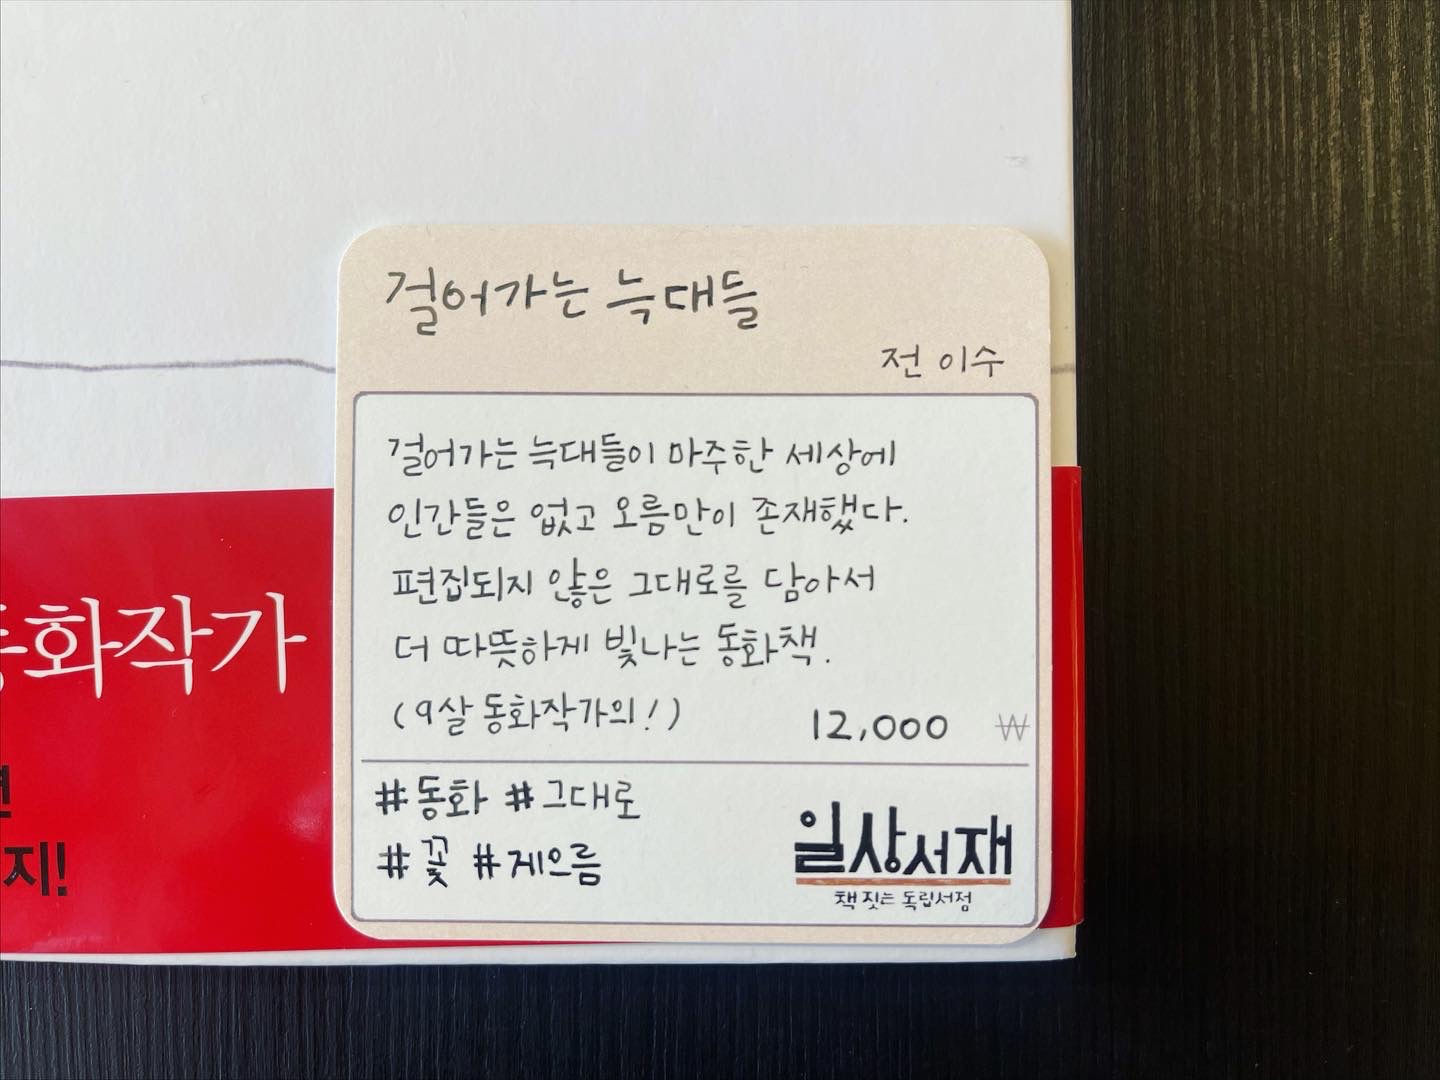 걸어가는 늑대들
전 이수
걸어가는 늑대들이 마주한 세상에
인간들은 없고 오름만이 존재했다.
편집되지 않은 그대로를 담아서
더 따뜻하게 빛나는 동화책.
(9살 동화작가의!)
12,000 ₩
#동화 #그대로
#꽃 #게으름
일상서재
책 짓는 독립서점
화작가
지!